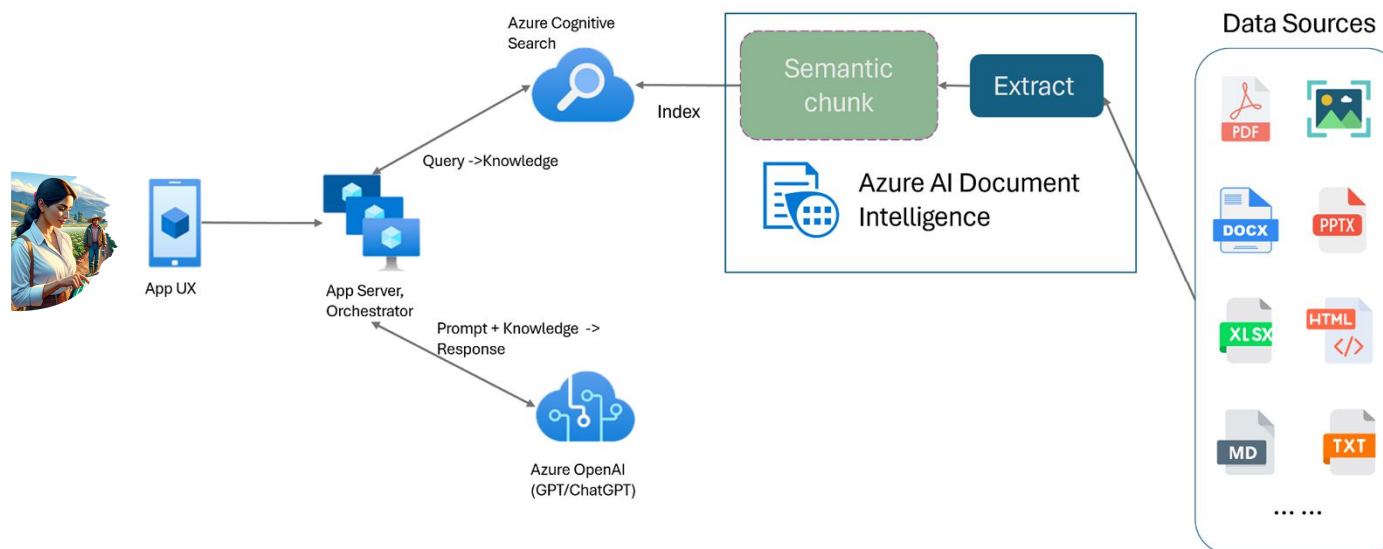 Data Sources
Azure Cognitive
Search
Semantic
chunk
Extract
Index
Query ->Knowledge
Azure AI Document
Intelligence
App UX
App Server,
Orchestrator
Prompt + Knowledge ->
Response
Azure OpenAI
(GPT/ChatGPT)
PDF
DOCX
PPTX
XLSX
HTML
</>
MD
TXT
... ...